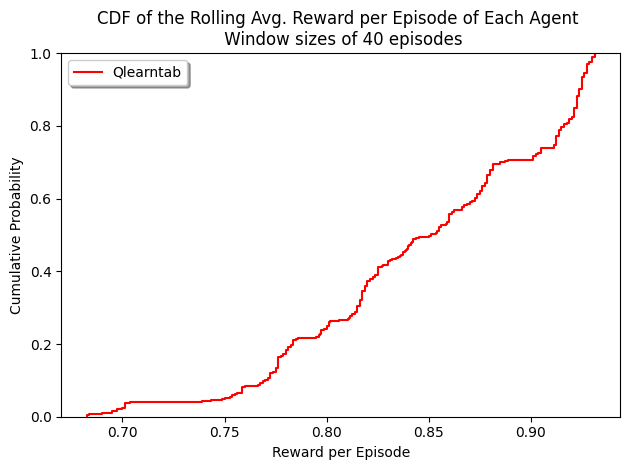 CDF of the Rolling Avg. Reward per Episode of Each Agent
Window sizes of 40 episodes
Qlearntab
Cumulative Probability
1.0
0.8
0.6
0.4
0.2
0.0
0.70 0.75 0.80 0.85 0.90
Reward per Episode